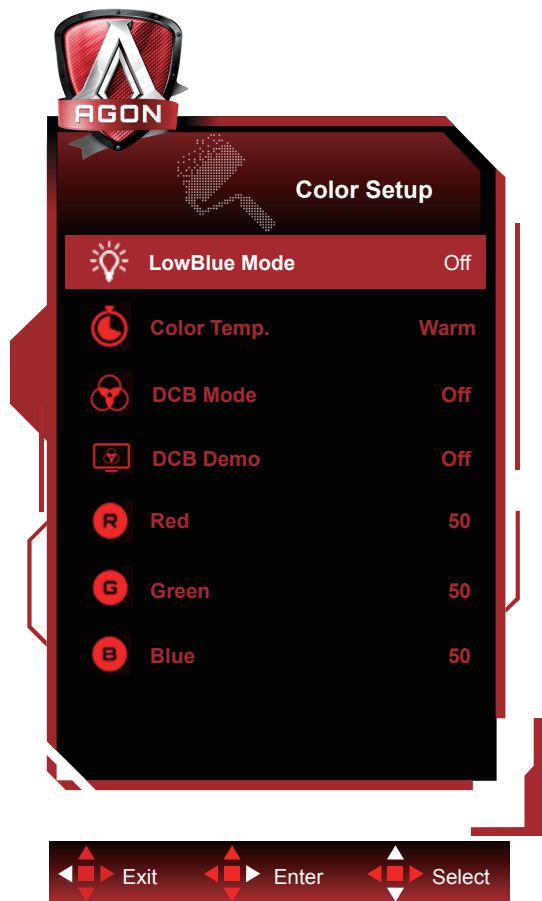 AGON
Color Setup
LowBlue Mode Off
Color Temp. Warm
DCB Mode Off
DCB Demo Off
R Red 50
G Green 50
B Blue 50
Exit Enter Select